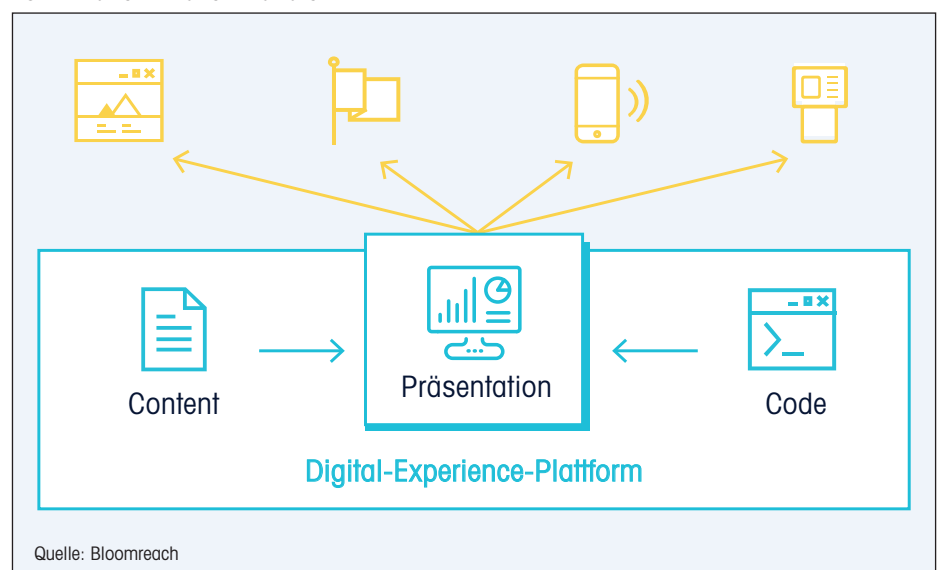 Präsentation
Content
Code
Digital-Experience-Plattform
Quelle: Bloomreach